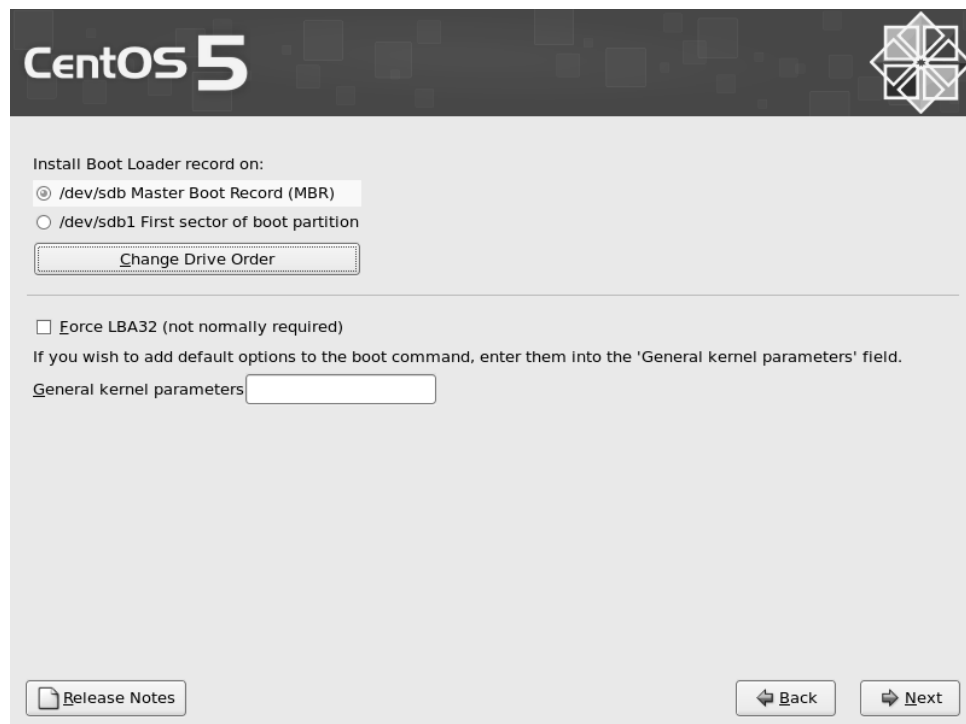 CentOS 5
Install Boot Loader record on:
/dev/sdb Master Boot Record (MBR)
/dev/sdb1 First sector of boot partition
Change Drive Order
Force LBA32 (not normally required)
If you wish to add default options to the boot command, enter them into the 'General kernel parameters' field.
General kernel parameters
Release Notes
Back
Next